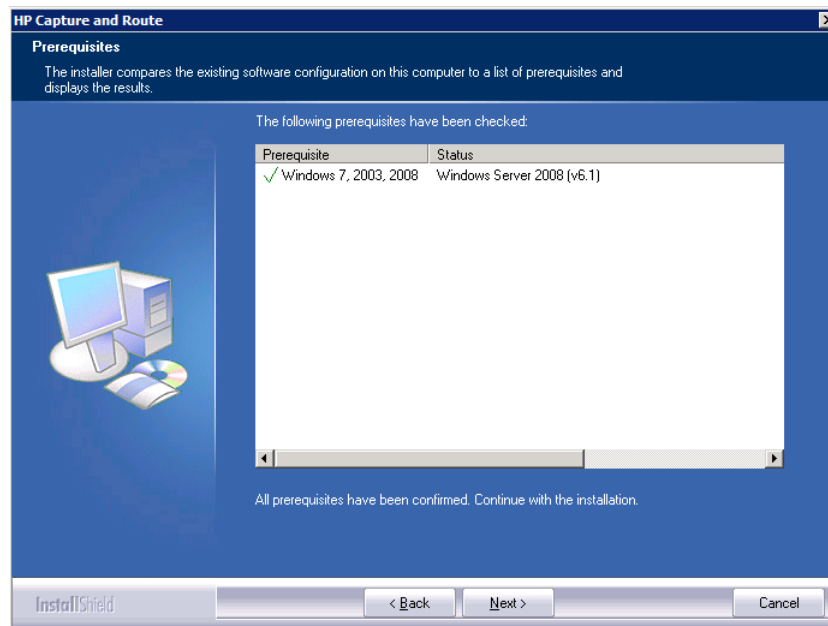 HP Capture and Route
Prerequisites
The installer compares the existing software configuration on this computer to a list of prerequisites and
displays the results.
The following prerequisites have been checked:
Prerequisite Status
Windows 7, 2003, 2008 Windows Server 2008 (v6.1)
All prerequisites have been confirmed. Continue with the installation.
InstallShield
< Back Next > Cancel